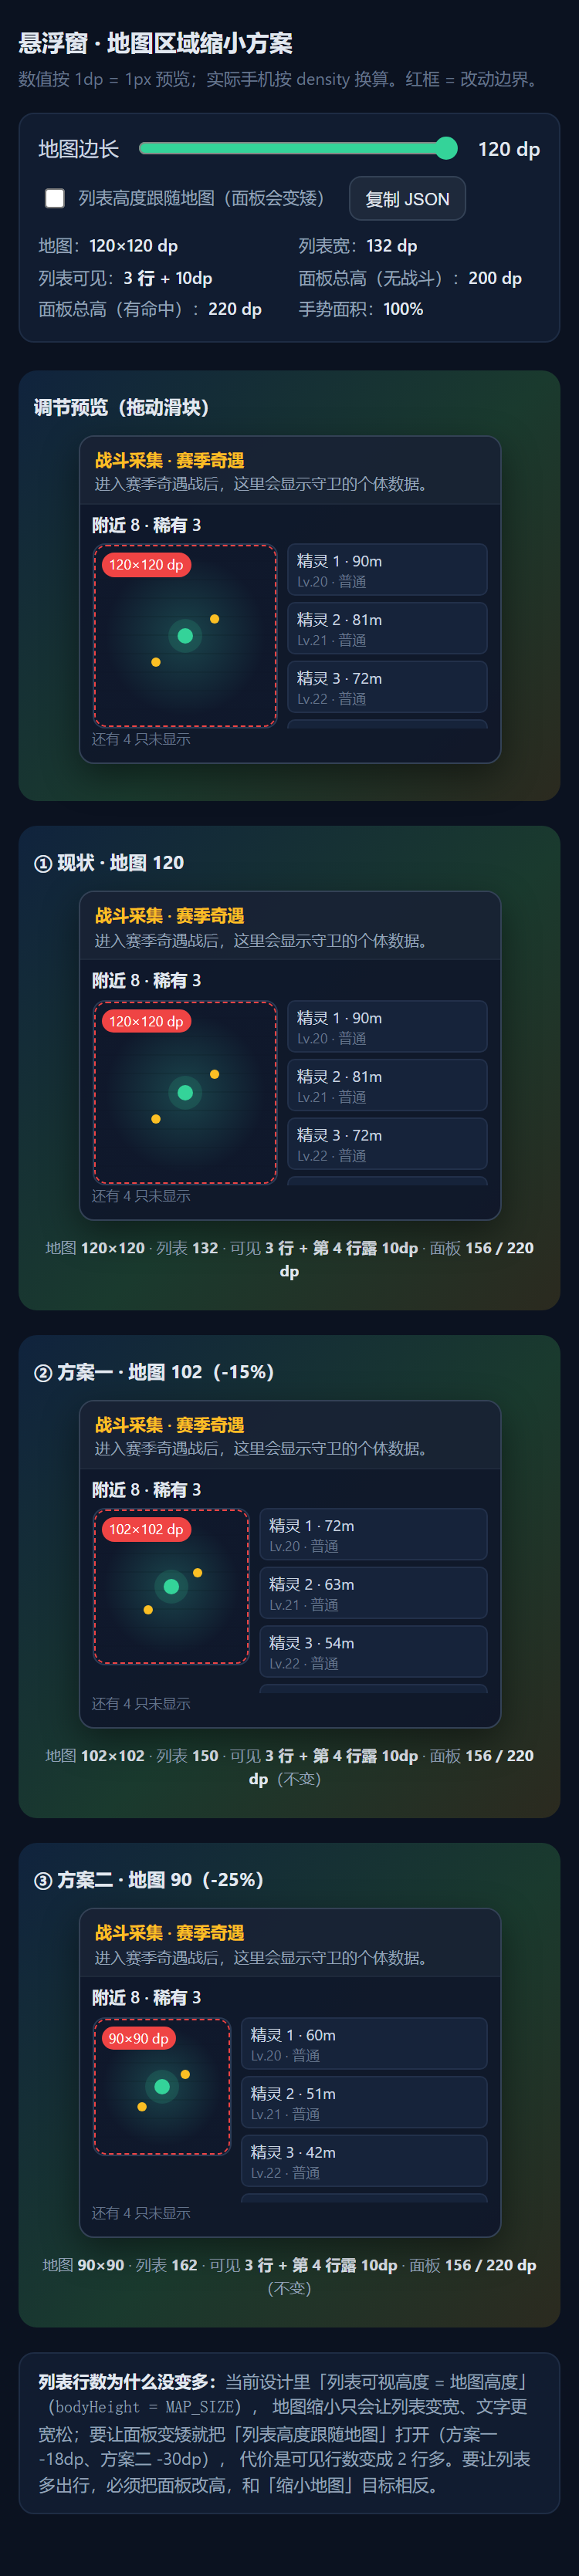 悬浮窗 · 地图区域缩小方案
数值按 1dp = 1px 预览；实际手机按 density 换算。红框 = 改动边界。
地图边长 120 dp
列表高度跟随地图（面板会变矮） 复制 JSON
地图：120×120 dp 列表宽：132 dp
列表可见：3 行 + 10dp 面板总高（无战斗）：200 dp
面板总高（有命中）：220 dp 手势面积：100%
调节预览（拖动滑块）
战斗采集 · 赛季奇遇
进入赛季奇遇战后，这里会显示守卫的个体数据。
附近 8 · 稀有 3
120×120 dp
精灵 1 · 90m
Lv.20 · 普通
精灵 2 · 81m
Lv.21 · 普通
精灵 3 · 72m
Lv.22 · 普通
还有 4 只未显示
① 现状 · 地图 120
战斗采集 · 赛季奇遇
进入赛季奇遇战后，这里会显示守卫的个体数据。
附近 8 · 稀有 3
120×120 dp
精灵 1 · 90m
Lv.20 · 普通
精灵 2 · 81m
Lv.21 · 普通
精灵 3 · 72m
Lv.22 · 普通
还有 4 只未显示
地图 120×120 · 列表 132 · 可见 3 行 + 第 4 行露 10dp · 面板 156 / 220
dp
② 方案一 · 地图 102（-15%）
战斗采集 · 赛季奇遇
进入赛季奇遇战后，这里会显示守卫的个体数据。
附近 8 · 稀有 3
102×102 dp
精灵 1 · 72m
Lv.20 · 普通
精灵 2 · 63m
Lv.21 · 普通
精灵 3 · 54m
Lv.22 · 普通
还有 4 只未显示
地图 102×102 · 列表 150 · 可见 3 行 + 第 4 行露 10dp · 面板 156 / 220
dp（不变）
③ 方案二 · 地图 90（-25%）
战斗采集 · 赛季奇遇
进入赛季奇遇战后，这里会显示守卫的个体数据。
附近 8 · 稀有 3
90×90 dp
精灵 1 · 60m
Lv.20 · 普通
精灵 2 · 51m
Lv.21 · 普通
精灵 3 · 42m
Lv.22 · 普通
还有 4 只未显示
地图 90×90 · 列表 162 · 可见 3 行 + 第 4 行露 10dp · 面板 156 / 220 dp
（不变）
列表行数为什么没变多：当前设计里「列表可视高度 = 地图高度」
（bodyHeight = MAP_SIZE），地图缩小只会让列表变宽、文字更
宽松；要让面板变矮就把「列表高度跟随地图」打开（方案一
-18dp、方案二 -30dp），代价是可见行数变成 2 行多。要让列表
多出行，必须把面板改高，和「缩小地图」目标相反。